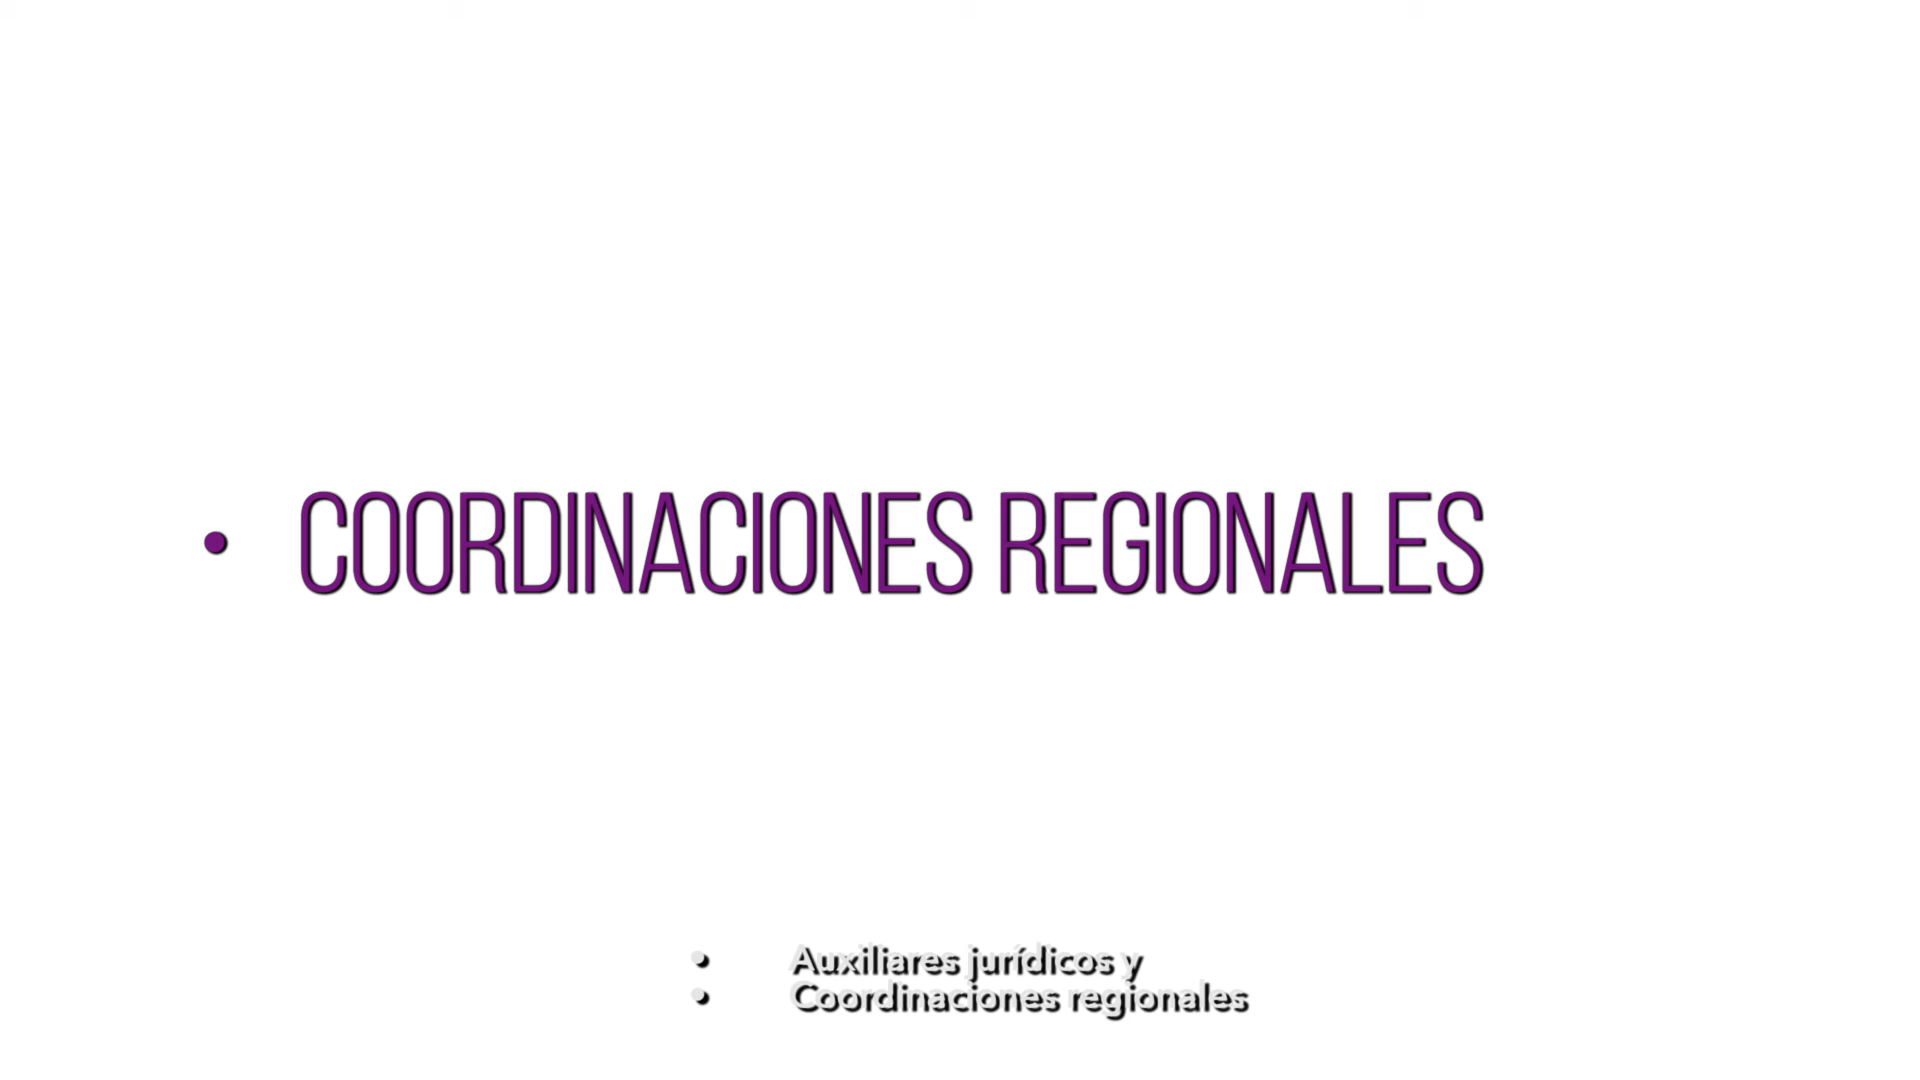 • COORDINACIONES REGIONALES
• Auxiliares jurídicos y
• Coordinaciones regionales